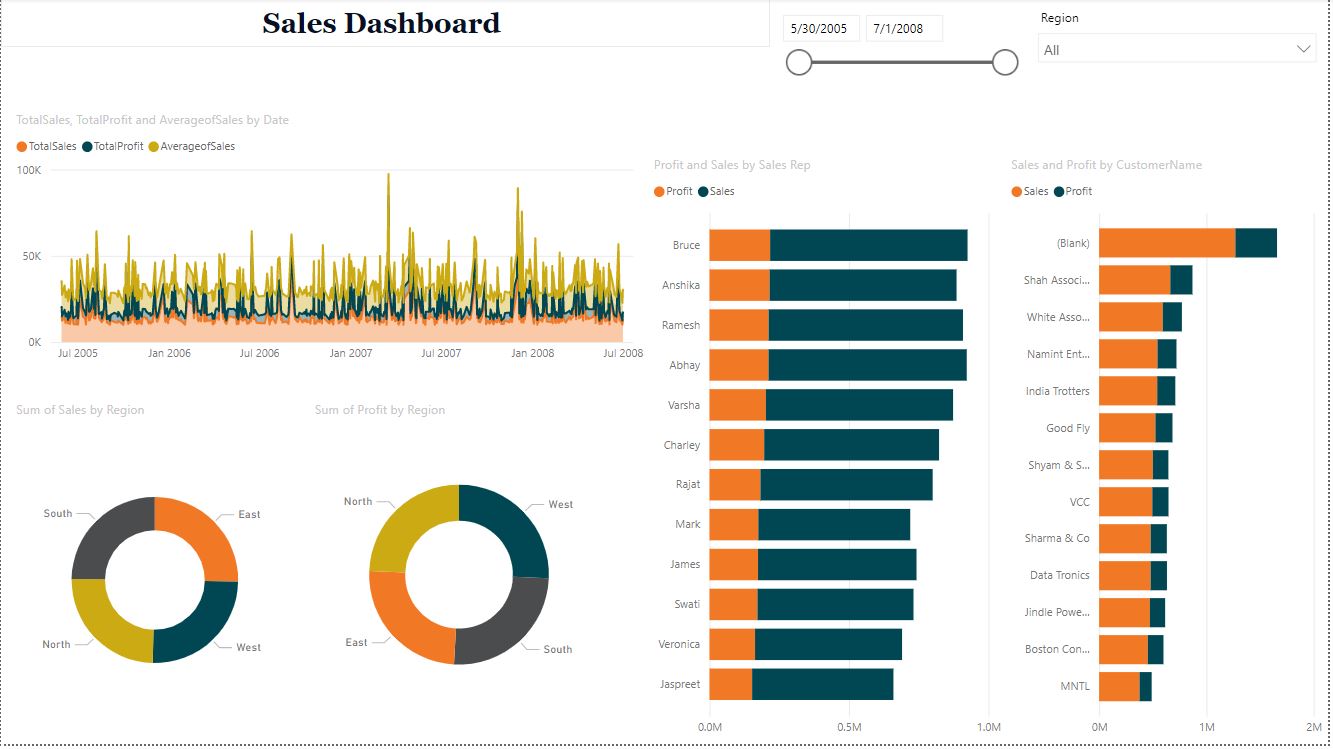 Sales Dashboard
5/30/2005 7/1/2008
Region
All
TotalSales, TotalProfit and AverageofSales by Date
TotalSales TotalProfit AverageofSales
100K
50K
0K
Jul 2005 Jan 2006 Jul 2006 Jan 2007 Jul 2007 Jan 2008 Jul 2008
Sum of Sales by Region
South
East
North
West
Sum of Profit by Region
North
West
East
South
Profit and Sales by Sales Rep
Profit Sales
Bruce
Anshika
Ramesh
Abhay
Varsha
Charley
Rajat
Mark
James
Swati
Veronica
Jaspreet
0.0M 0.5M 1.0M
Sales and Profit by CustomerName
Sales Profit
(Blank)
Shah Associ...
White Asso...
Namint Ent...
India Trotters
Good Fly
Shyam & S...
VCC
Sharma & Co
Data Tronics
Jindle Powe...
Boston Con...
MNTL
0M 1M 2M